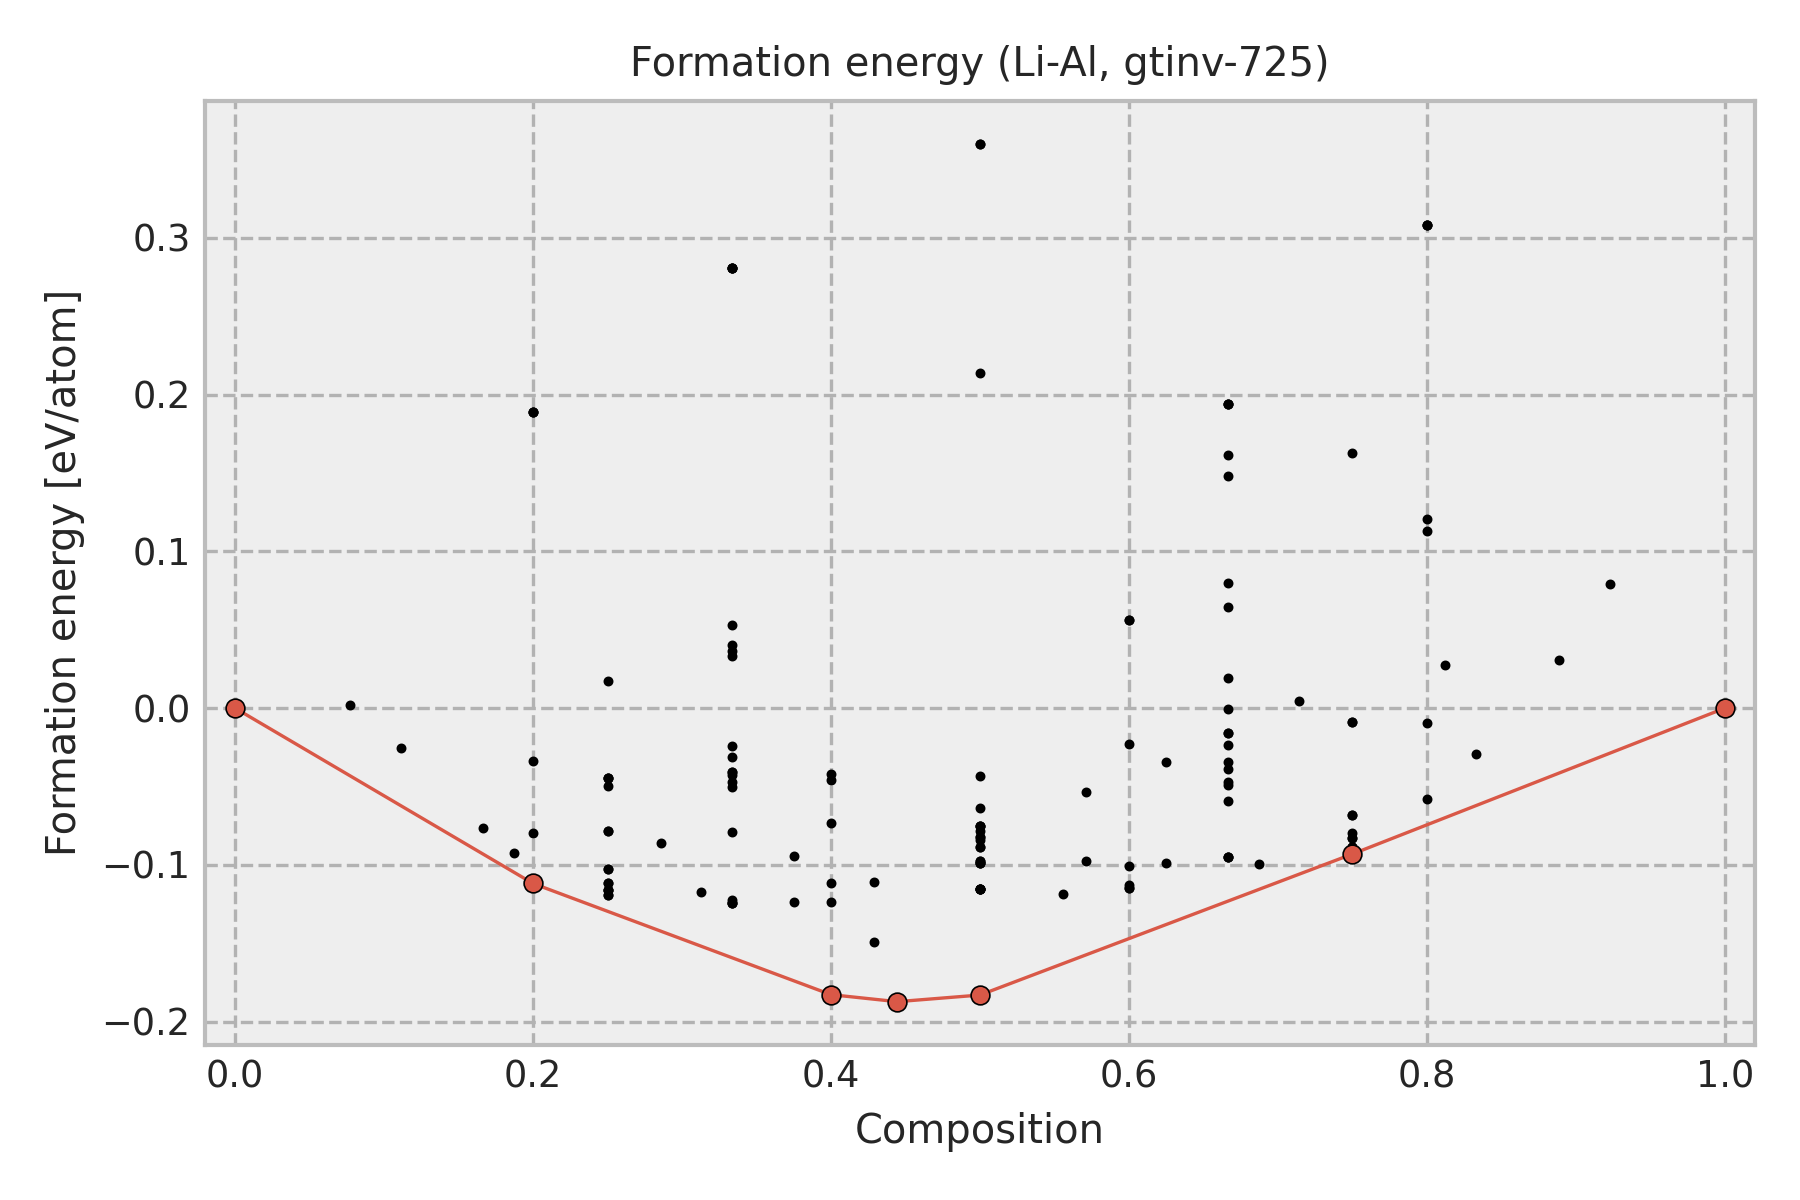 Formation energy (Li-Al, gtinv-725)
Formation energy [eV/atom]
0.3
0.2
0.1
0.0
−0.1
−0.2
0.0 0.2 0.4 0.6 0.8 1.0
Composition